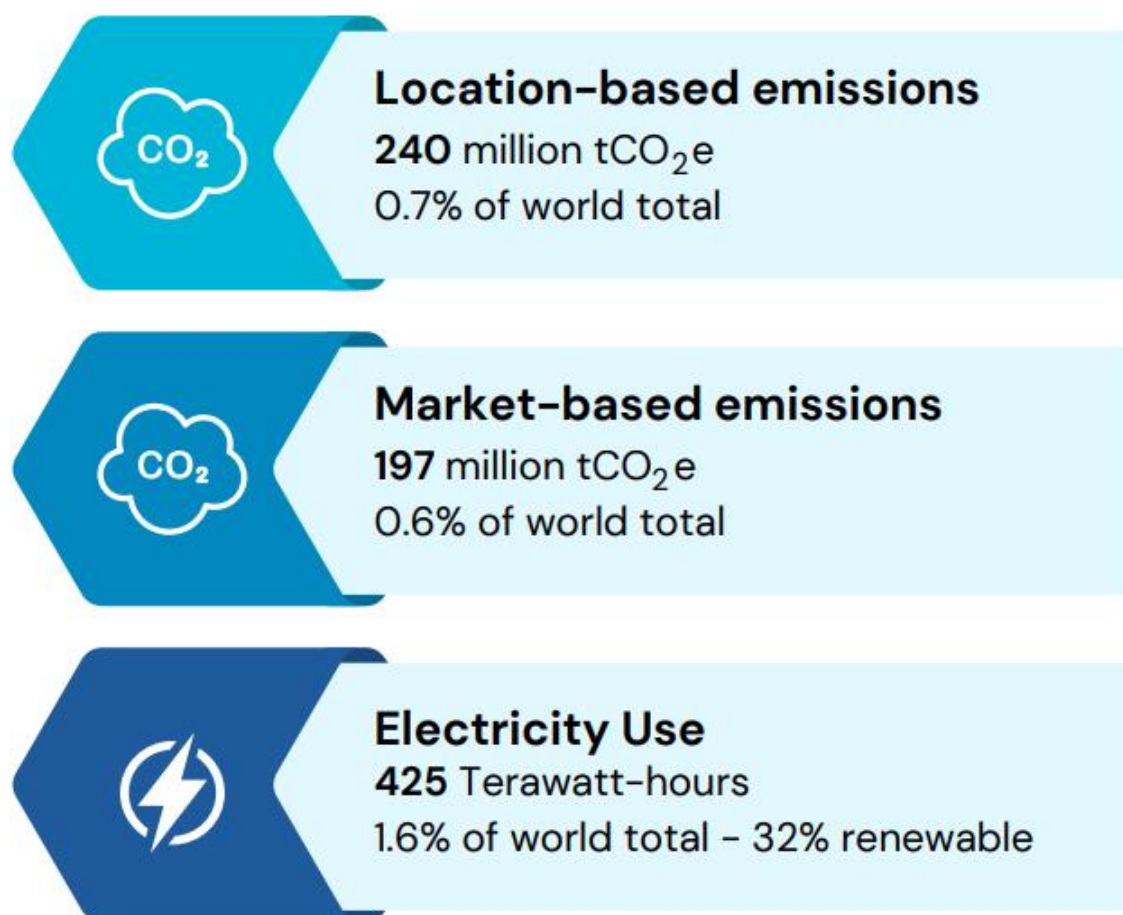 CO₂
Location-based emissions
240 million tCO₂e
0.7% of world total
CO₂
Market-based emissions
197 million tCO₂e
0.6% of world total
Electricity Use
425 Terawatt-hours
1.6% of world total - 32% renewable